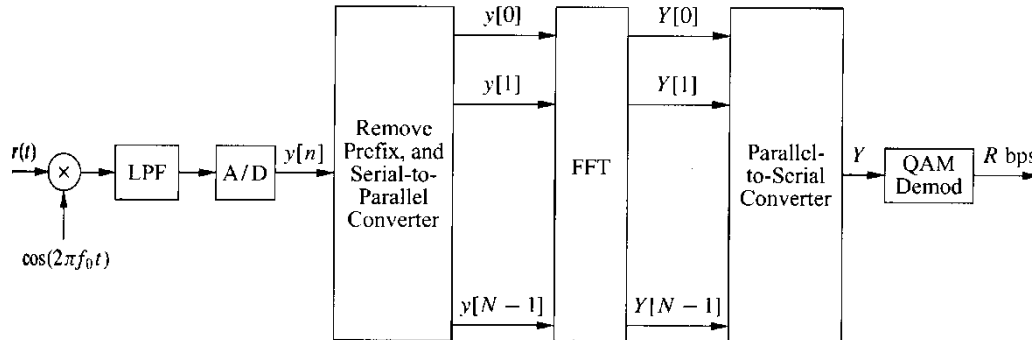 y[0]
Y[0]
y[1]
Y[1]
r(t)
×
cos(2πf₀t)
LPF
A/D
y[n]
Remove
Prefix, and
Serial-to-
Parallel
Converter
FFT
Parallel-
to-Serial
Converter
Y
QAM
Demod
R bps
y[N − 1]
Y[N − 1]